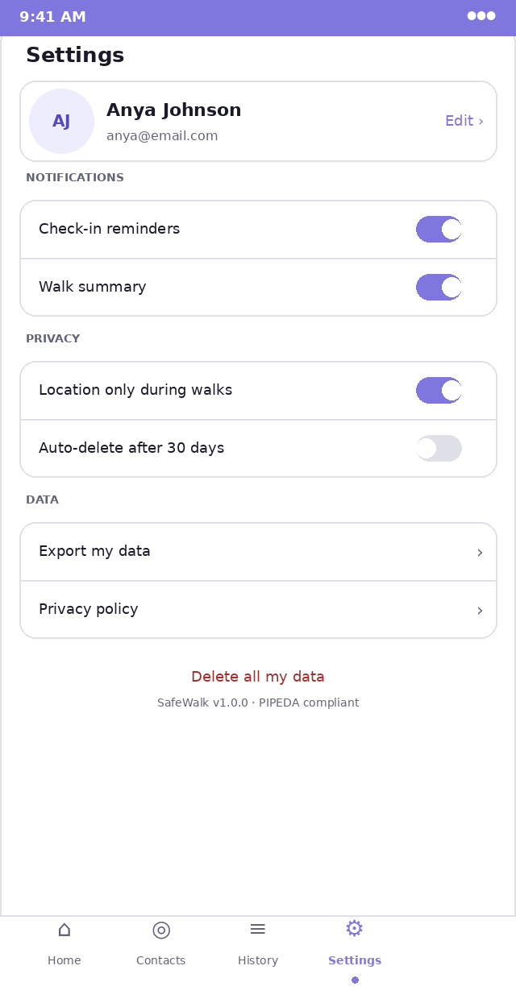 9:41 AM ●●●
Settings
AJ
Anya Johnson
anya@email.com
Edit ›
NOTIFICATIONS
Check-in reminders
Walk summary
PRIVACY
Location only during walks
Auto-delete after 30 days
DATA
Export my data ›
Privacy policy ›
Delete all my data
SafeWalk v1.0.0 · PIPEDA compliant
Home Contacts History Settings